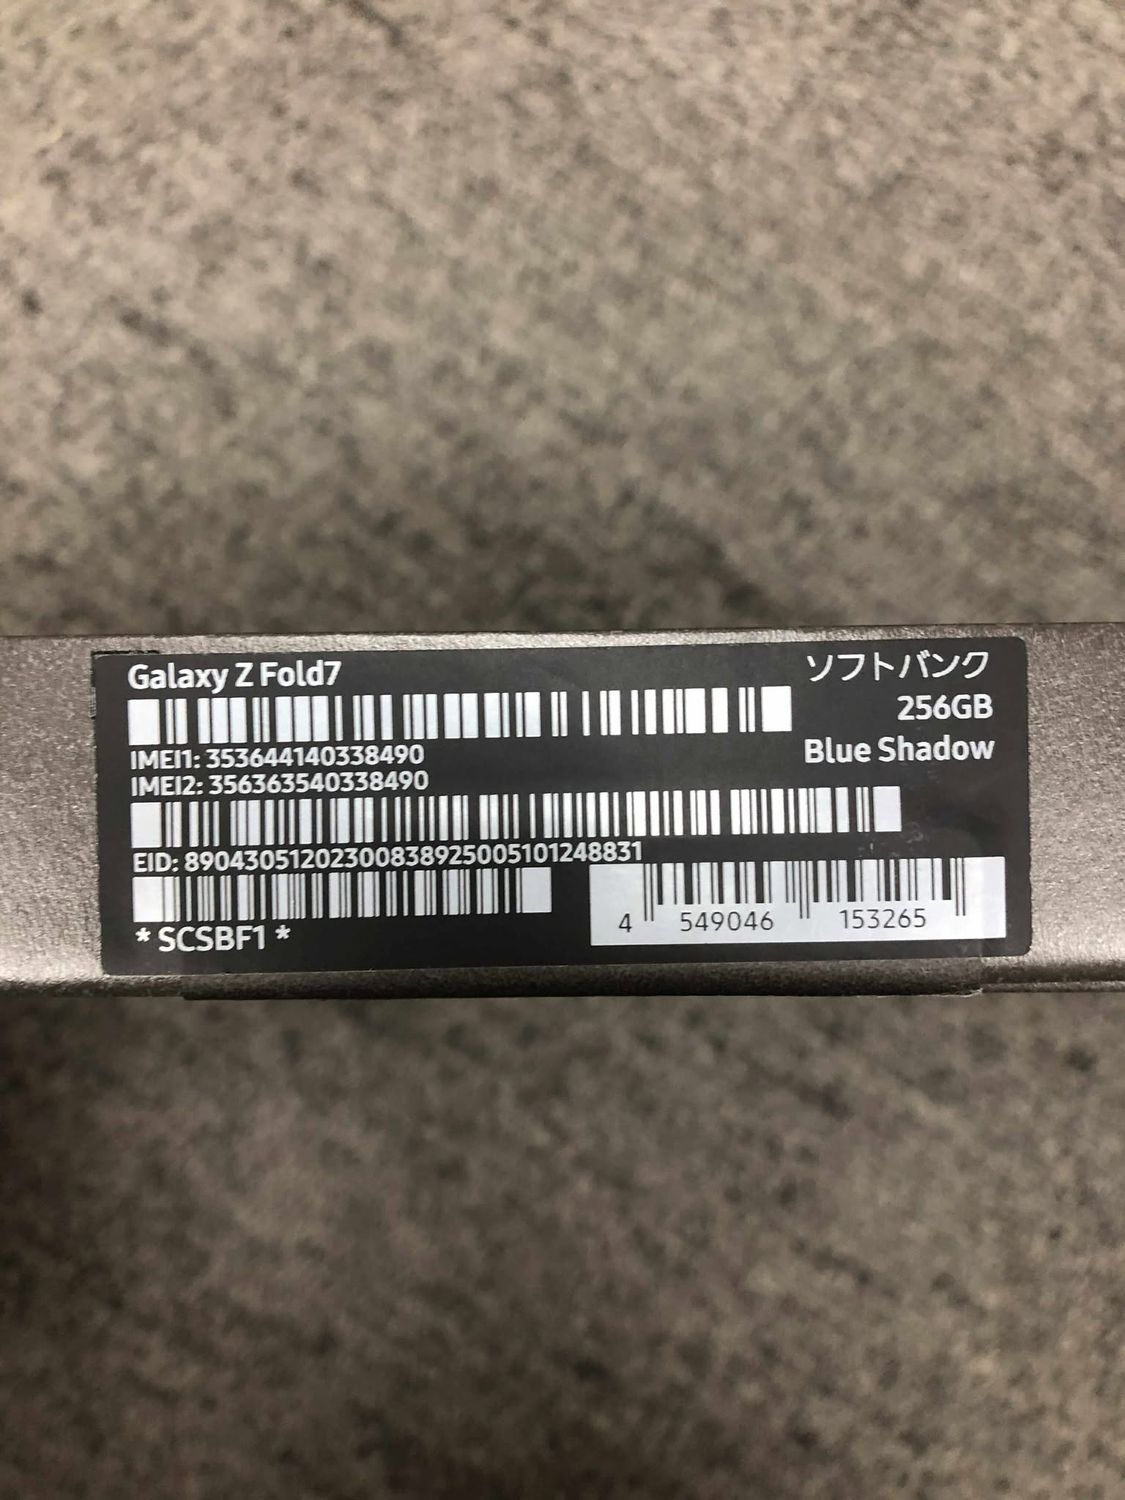 Galaxy Z Fold7
ソフトバンク
256GB
Blue Shadow
IMEI1: 353644140338490
IMEI2: 356363540338490
EID: 89043051202300838925005101248831
* SCSBF1 *
4 549046 153265